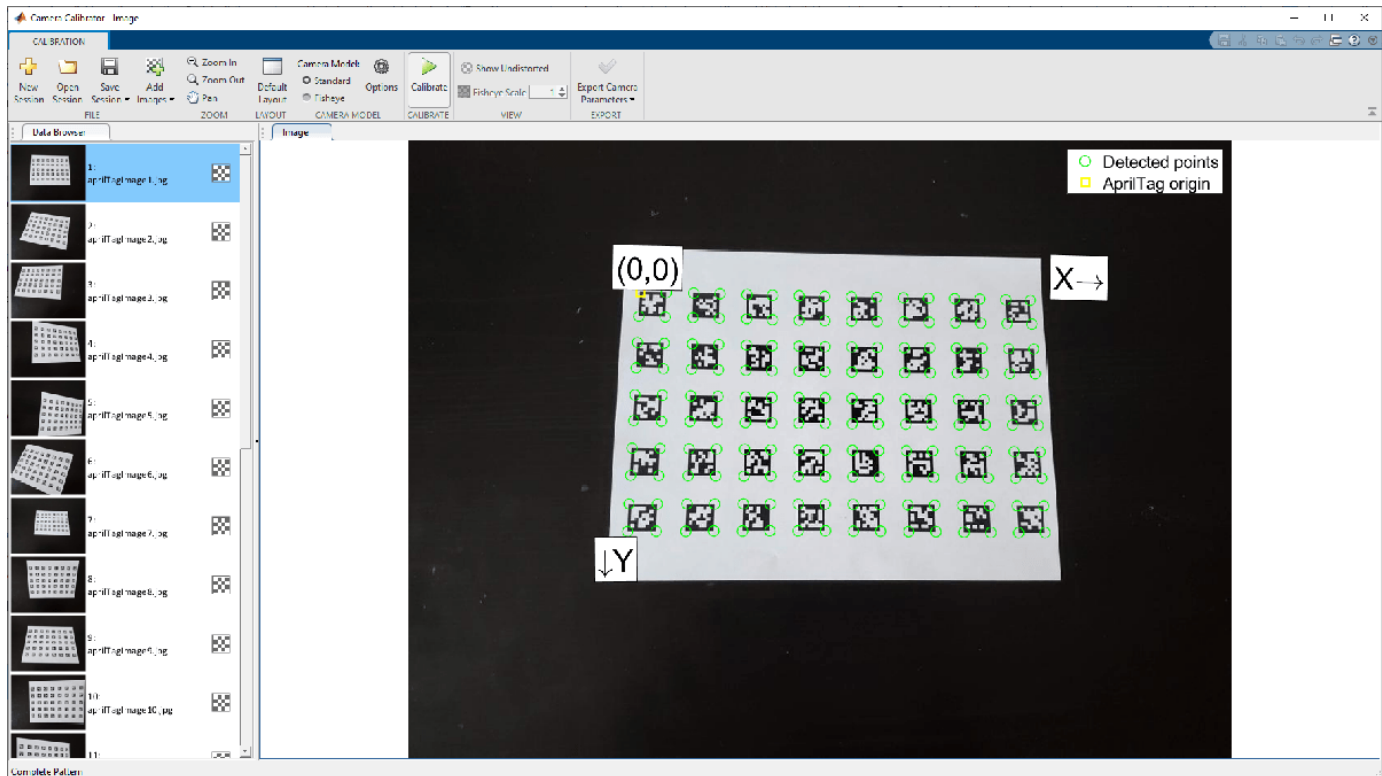 Camera Calibrator - Image
CALIBRATION
New Session
Open Session
Save Session
Add Images
Zoom In
Zoom Out
Pan
Default Layout
Camera Model:
Standard
Fisheye
Options
Calibrate
Show Undistorted
Fisheye Scale
Export Camera Parameters
FILE ZOOM LAYOUT CAMERA MODEL CALIBRATE VIEW EXPORT
Data Browser
Image
1:
aprilTagImage1.jpg
2:
aprilTagImage2.jpg
3:
aprilTagImage3.jpg
4:
aprilTagImage4.jpg
5:
aprilTagImage5.jpg
6:
aprilTagImage6.jpg
7:
aprilTagImage7.jpg
8:
aprilTagImage8.jpg
9:
aprilTagImage9.jpg
10:
aprilTagImage10.jpg
11:
Detected points
AprilTag origin
(0,0)
X→
↓Y
Complete Pattern